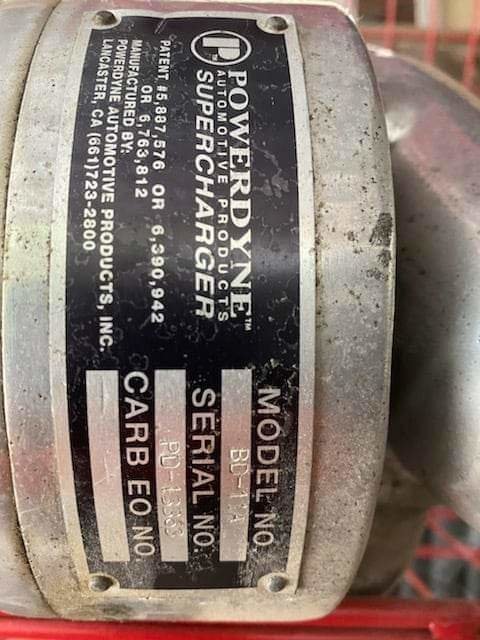 POWERDYNE™
AUTOMOTIVE PRODUCTS
SUPERCHARGER
PATENT #5,887,576 OR 6,390,942
OR 6,763,812
MANUFACTURED BY:
POWERDYNE AUTOMOTIVE PRODUCTS, INC.
LANCASTER, CA (661)723-2800
MODEL NO.
BD-11A
SERIAL NO.
CARB EO NO.